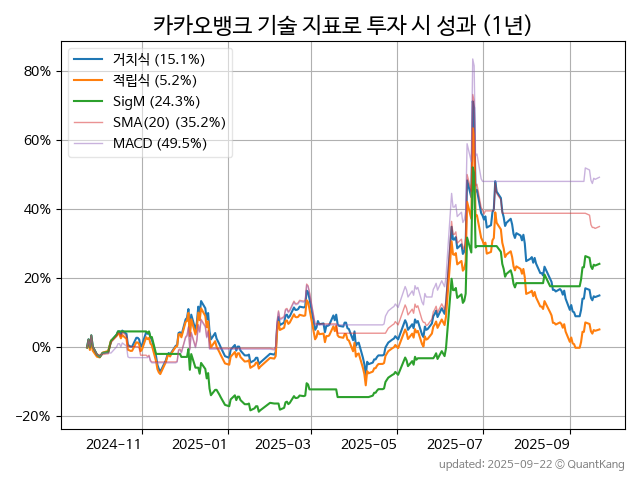 카카오뱅크 기술 지표로 투자 시 성과 (1년)
거치식 (15.1%)
적립식 (5.2%)
SigM (24.3%)
SMA(20) (35.2%)
MACD (49.5%)
80%
60%
40%
20%
0%
−20%
2024-11 2025-01 2025-03 2025-05 2025-07 2025-09
updated: 2025-09-22 © QuantKang